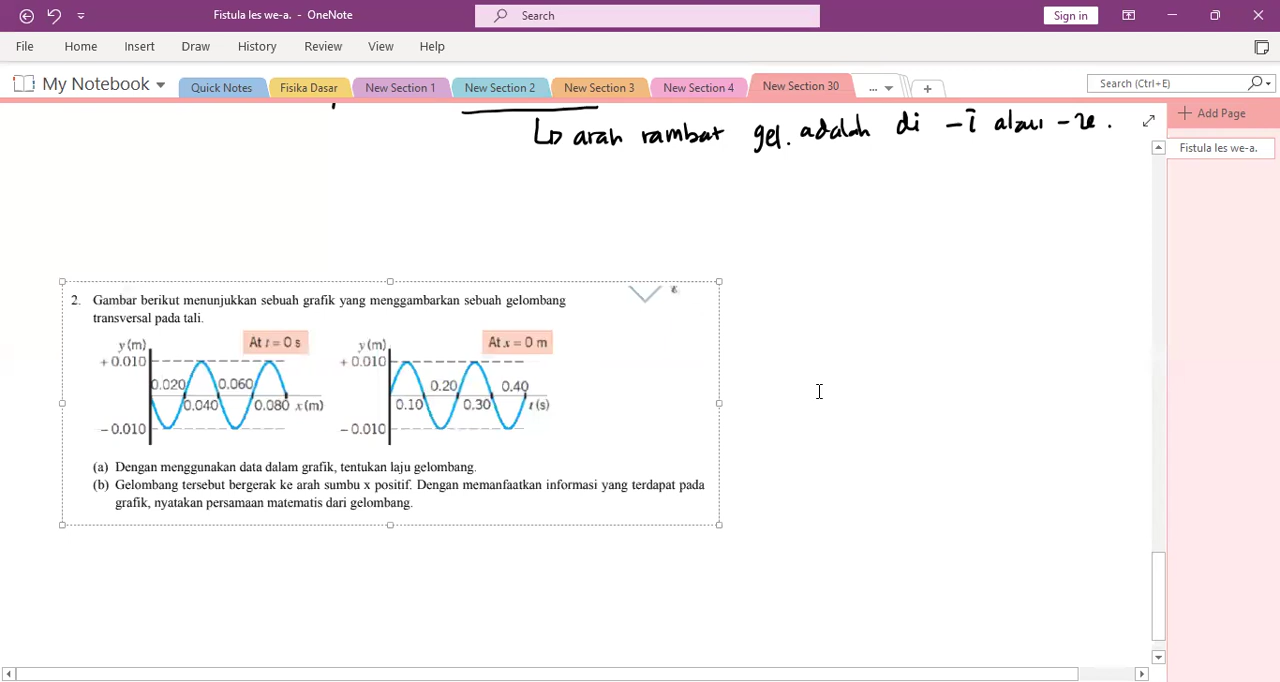 Fistula les we-a. - OneNote
Search
Sign in
File Home Insert Draw History Review View Help
My Notebook
Quick Notes Fisika Dasar New Section 1 New Section 2 New Section 3 New Section 4 New Section 30 ... +
Search (Ctrl+E)
Add Page
Fistula les we-a.
arah rambat gel. adalah di -i atau -x.
2. Gambar berikut menunjukkan sebuah grafik yang menggambarkan sebuah gelombang
transversal pada tali.
y (m) At t = 0 s
+ 0.010
0.020 0.060
0.040 0.080 x (m)
- 0.010
y (m) At x = 0 m
+ 0.010
0.20 0.40
0.10 0.30 t (s)
- 0.010
(a) Dengan menggunakan data dalam grafik, tentukan laju gelombang.
(b) Gelombang tersebut bergerak ke arah sumbu x positif. Dengan memanfaatkan informasi yang terdapat pada
grafik, nyatakan persamaan matematis dari gelombang.